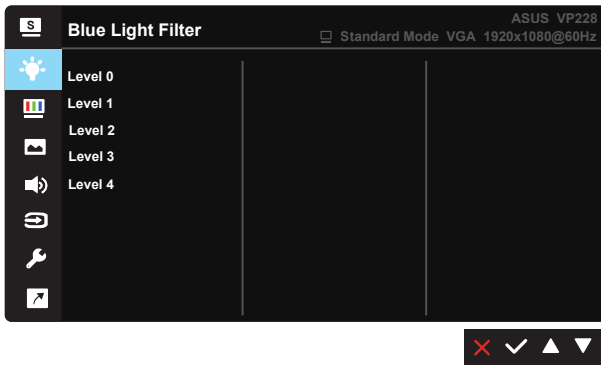 S
Blue Light Filter
ASUS VP228
Standard Mode VGA 1920x1080@60Hz
Level 0
Level 1
Level 2
Level 3
Level 4